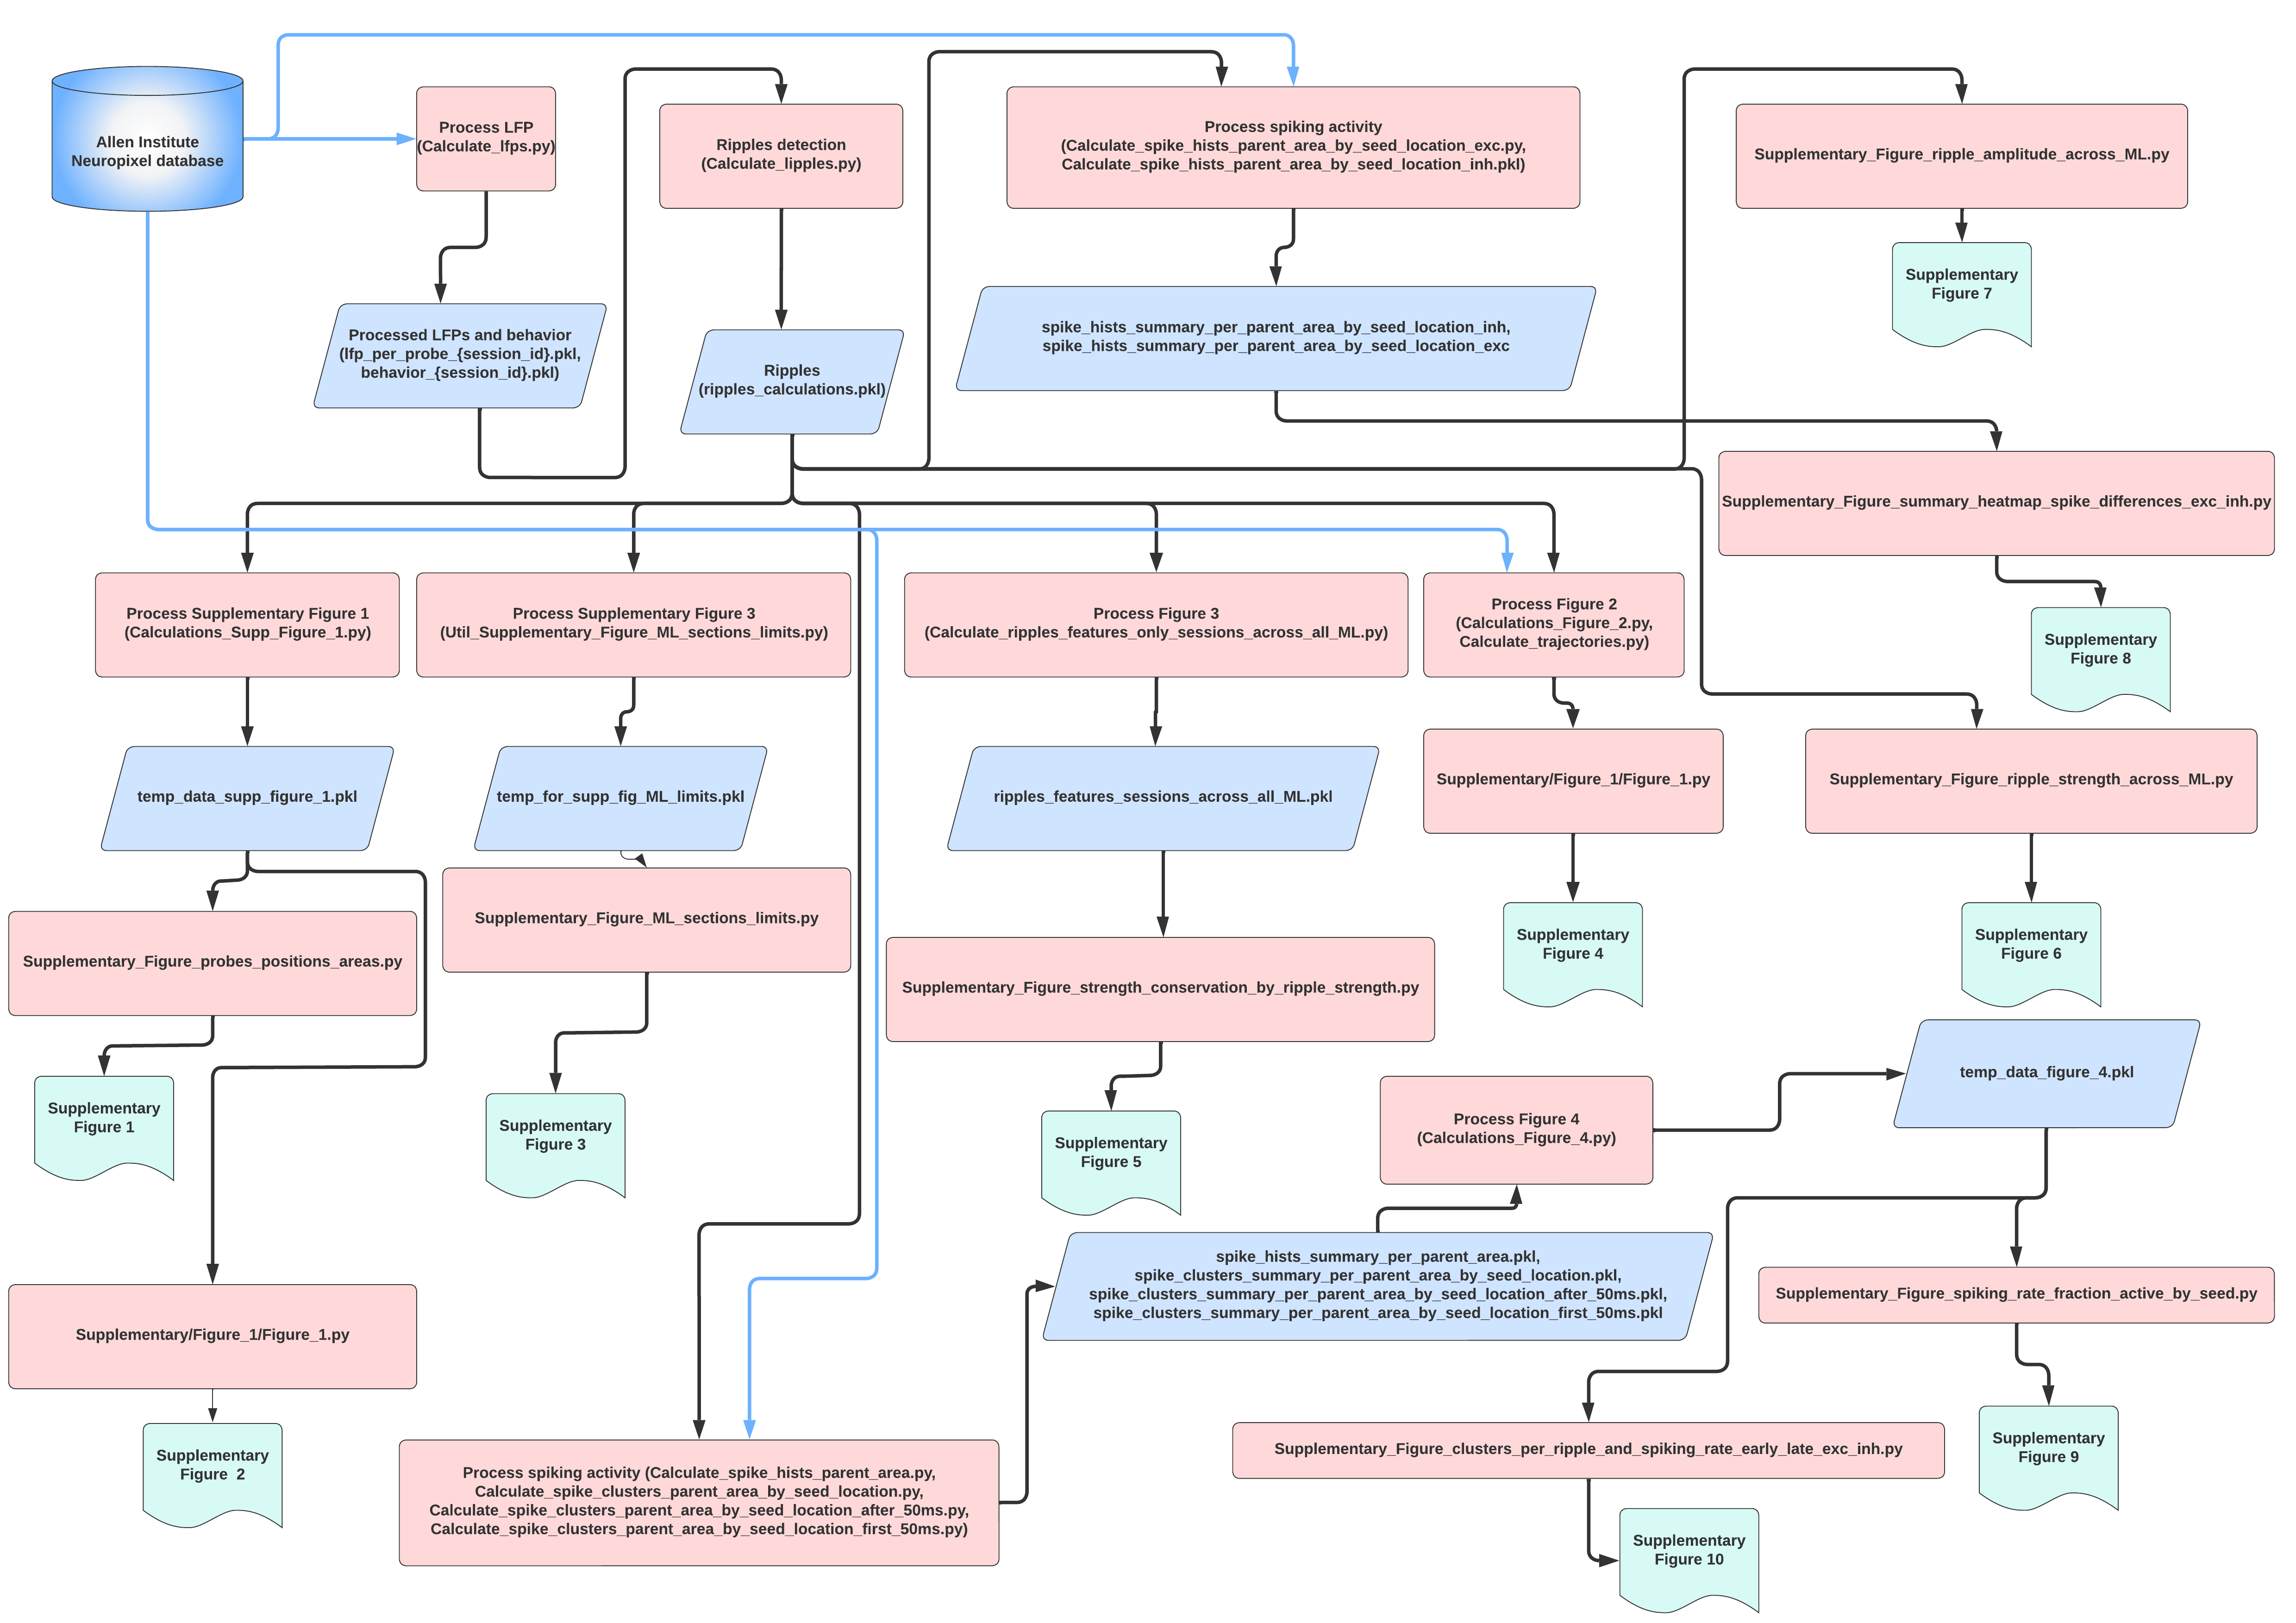 Allen Institute
Neuropixel database
Process LFP
(Calculate_lfps.py)
Ripples detection
(Calculate_lipples.py)
Process spiking activity
(Calculate_spike_hists_parent_area_by_seed_location_exc.py,
Calculate_spike_hists_parent_area_by_seed_location_inh.pkl)
Supplementary_Figure_ripple_amplitude_across_ML.py
Supplementary
Figure 7
Processed LFPs and behavior
(lfp_per_probe_{session_id}.pkl,
behavior_{session_id}.pkl)
Ripples
(ripples_calculations.pkl)
spike_hists_summary_per_parent_area_by_seed_location_inh,
spike_hists_summary_per_parent_area_by_seed_location_exc
Supplementary_Figure_summary_heatmap_spike_differences_exc_inh.py
Supplementary
Figure 8
Process Supplementary Figure 1
(Calculations_Supp_Figure_1.py)
Process Supplementary Figure 3
(Util_Supplementary_Figure_ML_sections_limits.py)
Process Figure 3
(Calculate_ripples_features_only_sessions_across_all_ML.py)
Process Figure 2
(Calculations_Figure_2.py,
Calculate_trajectories.py)
temp_data_supp_figure_1.pkl
temp_for_supp_fig_ML_limits.pkl
ripples_features_sessions_across_all_ML.pkl
Supplementary/Figure_1/Figure_1.py
Supplementary_Figure_ripple_strength_across_ML.py
Supplementary_Figure_probes_positions_areas.py
Supplementary_Figure_ML_sections_limits.py
Supplementary_Figure_strength_conservation_by_ripple_strength.py
Supplementary
Figure 4
Supplementary
Figure 6
Supplementary
Figure 1
Supplementary
Figure 3
Supplementary
Figure 5
Process Figure 4
(Calculations_Figure_4.py)
temp_data_figure_4.pkl
Supplementary/Figure_1/Figure_1.py
spike_hists_summary_per_parent_area.pkl,
spike_clusters_summary_per_parent_area_by_seed_location.pkl,
spike_clusters_summary_per_parent_area_by_seed_location_after_50ms.pkl,
spike_clusters_summary_per_parent_area_by_seed_location_first_50ms.pkl
Supplementary_Figure_spiking_rate_fraction_active_by_seed.py
Supplementary
Figure  2
Process spiking activity (Calculate_spike_hists_parent_area.py,
Calculate_spike_clusters_parent_area_by_seed_location.py,
Calculate_spike_clusters_parent_area_by_seed_location_after_50ms.py,
Calculate_spike_clusters_parent_area_by_seed_location_first_50ms.py)
Supplementary_Figure_clusters_per_ripple_and_spiking_rate_early_late_exc_inh.py
Supplementary
Figure 9
Supplementary
Figure 10